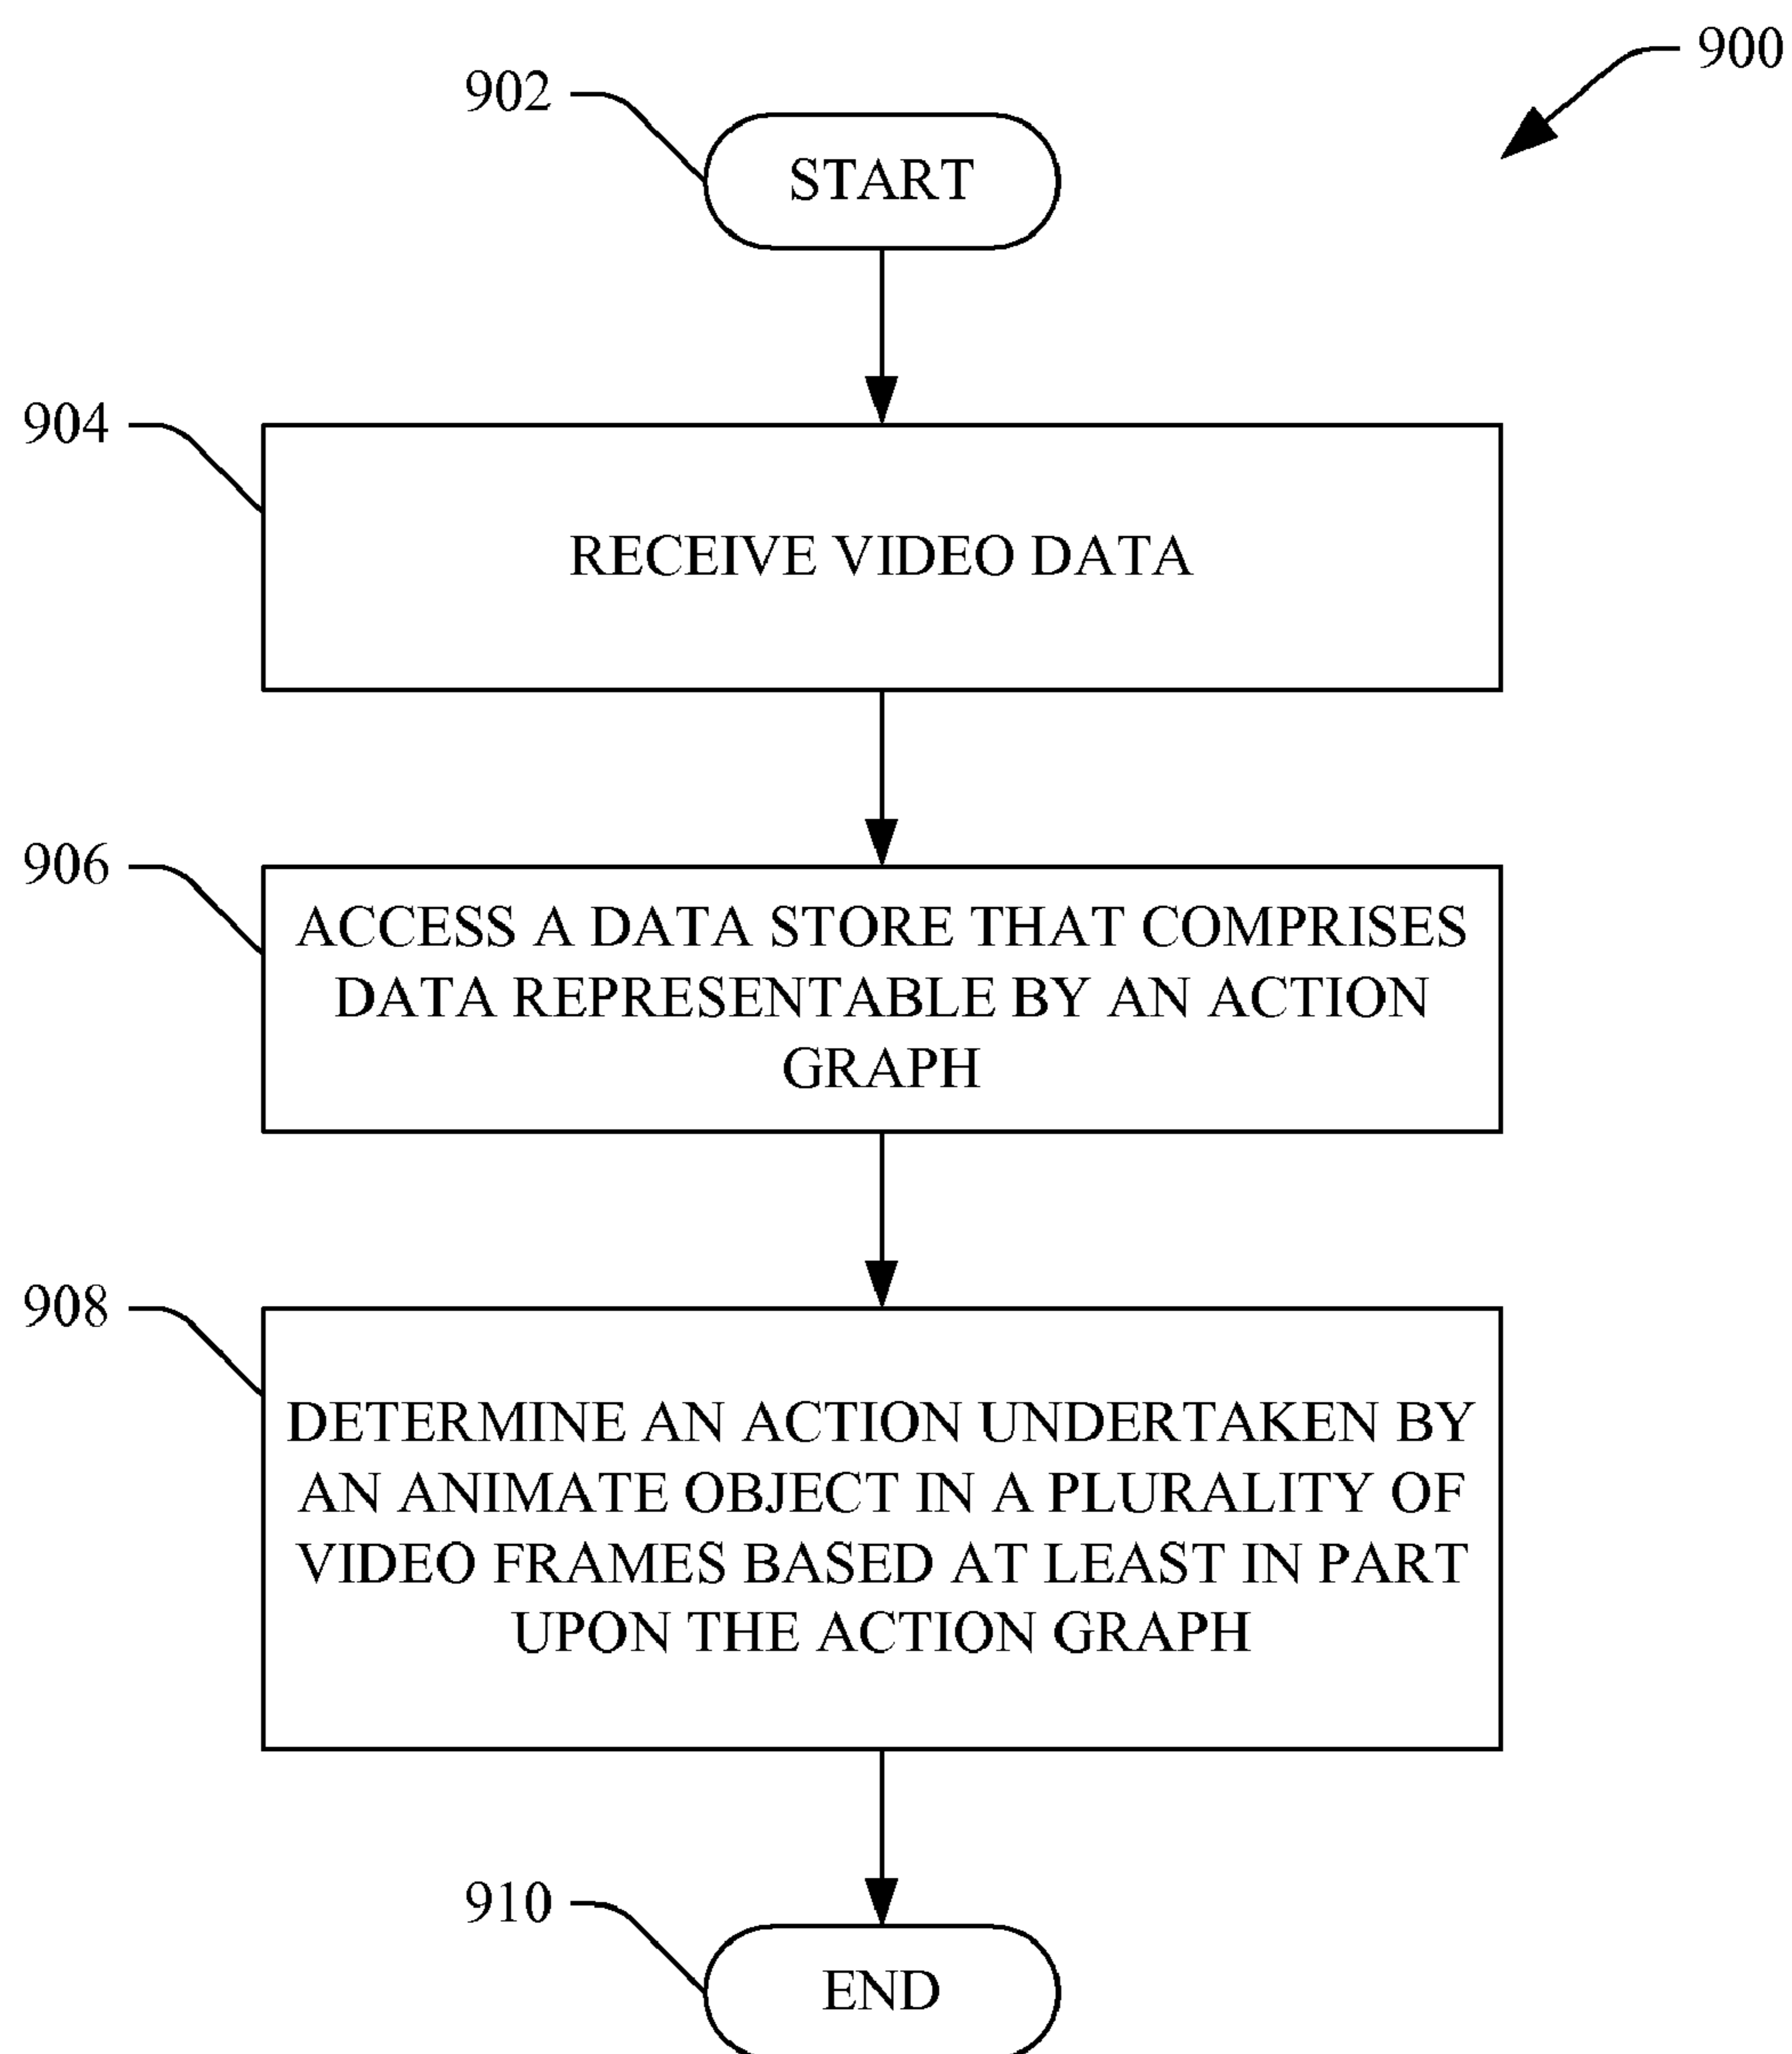 900
902
START
904
RECEIVE VIDEO DATA
906
ACCESS A DATA STORE THAT COMPRISES
DATA REPRESENTABLE BY AN ACTION
GRAPH
908
DETERMINE AN ACTION UNDERTAKEN BY
AN ANIMATE OBJECT IN A PLURALITY OF
VIDEO FRAMES BASED AT LEAST IN PART
UPON THE ACTION GRAPH
910
END